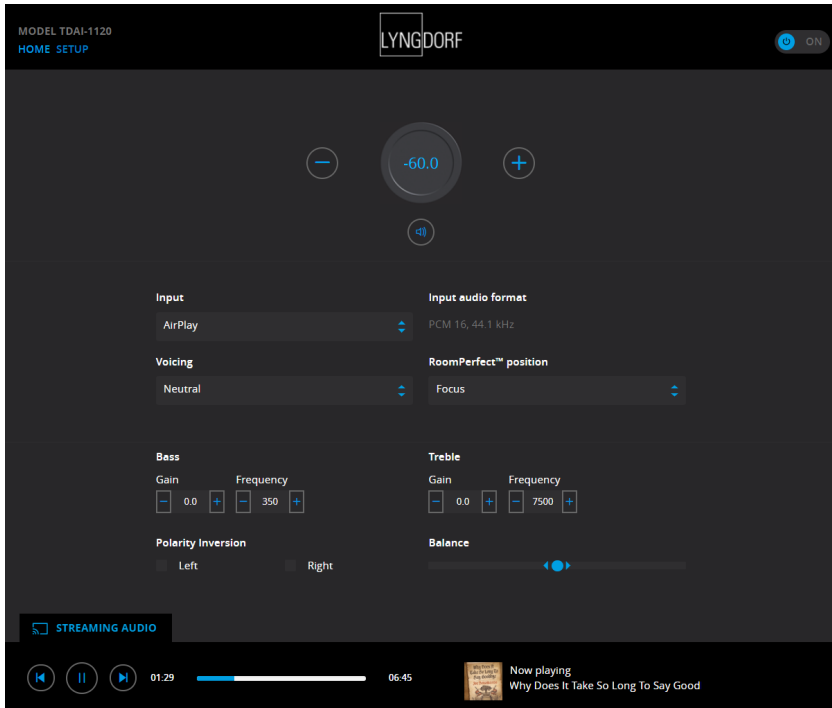 MODEL TDAI-1120
HOME SETUP
LYNGDORF
ON
-60.0
Input
AirPlay
Input audio format
PCM 16, 44.1 kHz
Voicing
Neutral
RoomPerfect™ position
Focus
Bass
Gain Frequency
0.0 350
Treble
Gain Frequency
0.0 7500
Polarity Inversion
Left Right
Balance
STREAMING AUDIO
01:29 06:45
Now playing
Why Does It Take So Long To Say Good